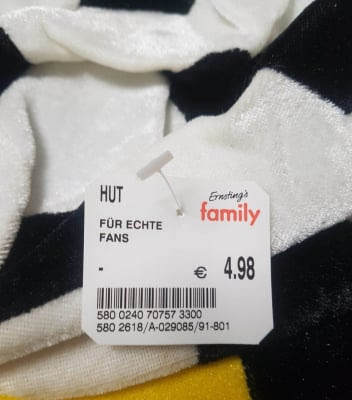 HUT
Ernsting's
family
FÜR ECHTE
FANS
- € 4.98
580 0240 70757 3300
580 2618/A-029085/91-801